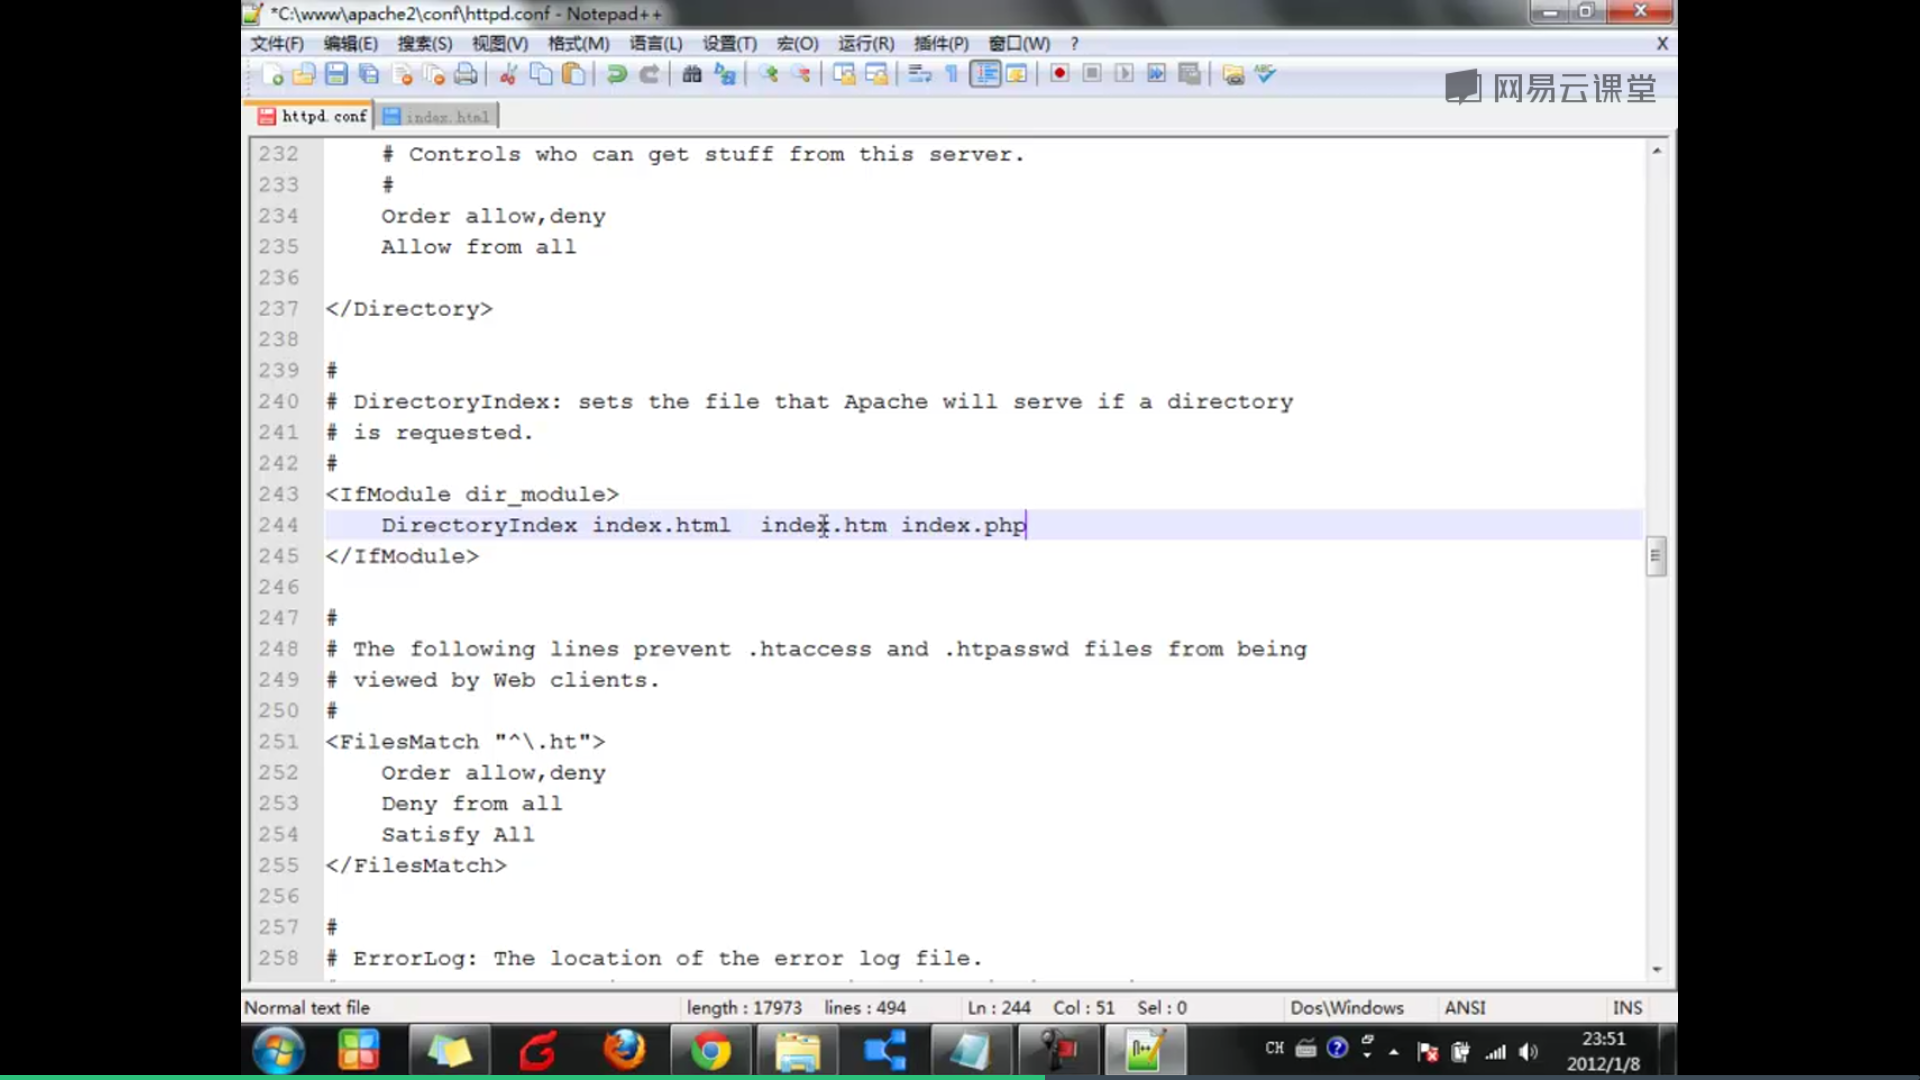 *C:\www\apache2\conf\httpd.conf - Notepad++
文件(F) 编辑(E) 搜索(S) 视图(V) 格式(M) 语言(L) 设置(T) 宏(O) 运行(R) 插件(P) 窗口(W) ? X
网易云课堂
httpd.conf index.html
232 # Controls who can get stuff from this server.
233 #
234 Order allow,deny
235 Allow from all
236
237 </Directory>
238
239 #
240 # DirectoryIndex: sets the file that Apache will serve if a directory
241 # is requested.
242 #
243 <IfModule dir_module>
244 DirectoryIndex index.html  index.htm index.php
245 </IfModule>
246
247 #
248 # The following lines prevent .htaccess and .htpasswd files from being
249 # viewed by Web clients.
250 #
251 <FilesMatch "^\.ht">
252 Order allow,deny
253 Deny from all
254 Satisfy All
255 </FilesMatch>
256
257 #
258 # ErrorLog: The location of the error log file.
Normal text file length : 17973 lines : 494 Ln : 244 Col : 51 Sel : 0 Dos\Windows ANSI INS
CH 23:51
2012/1/8